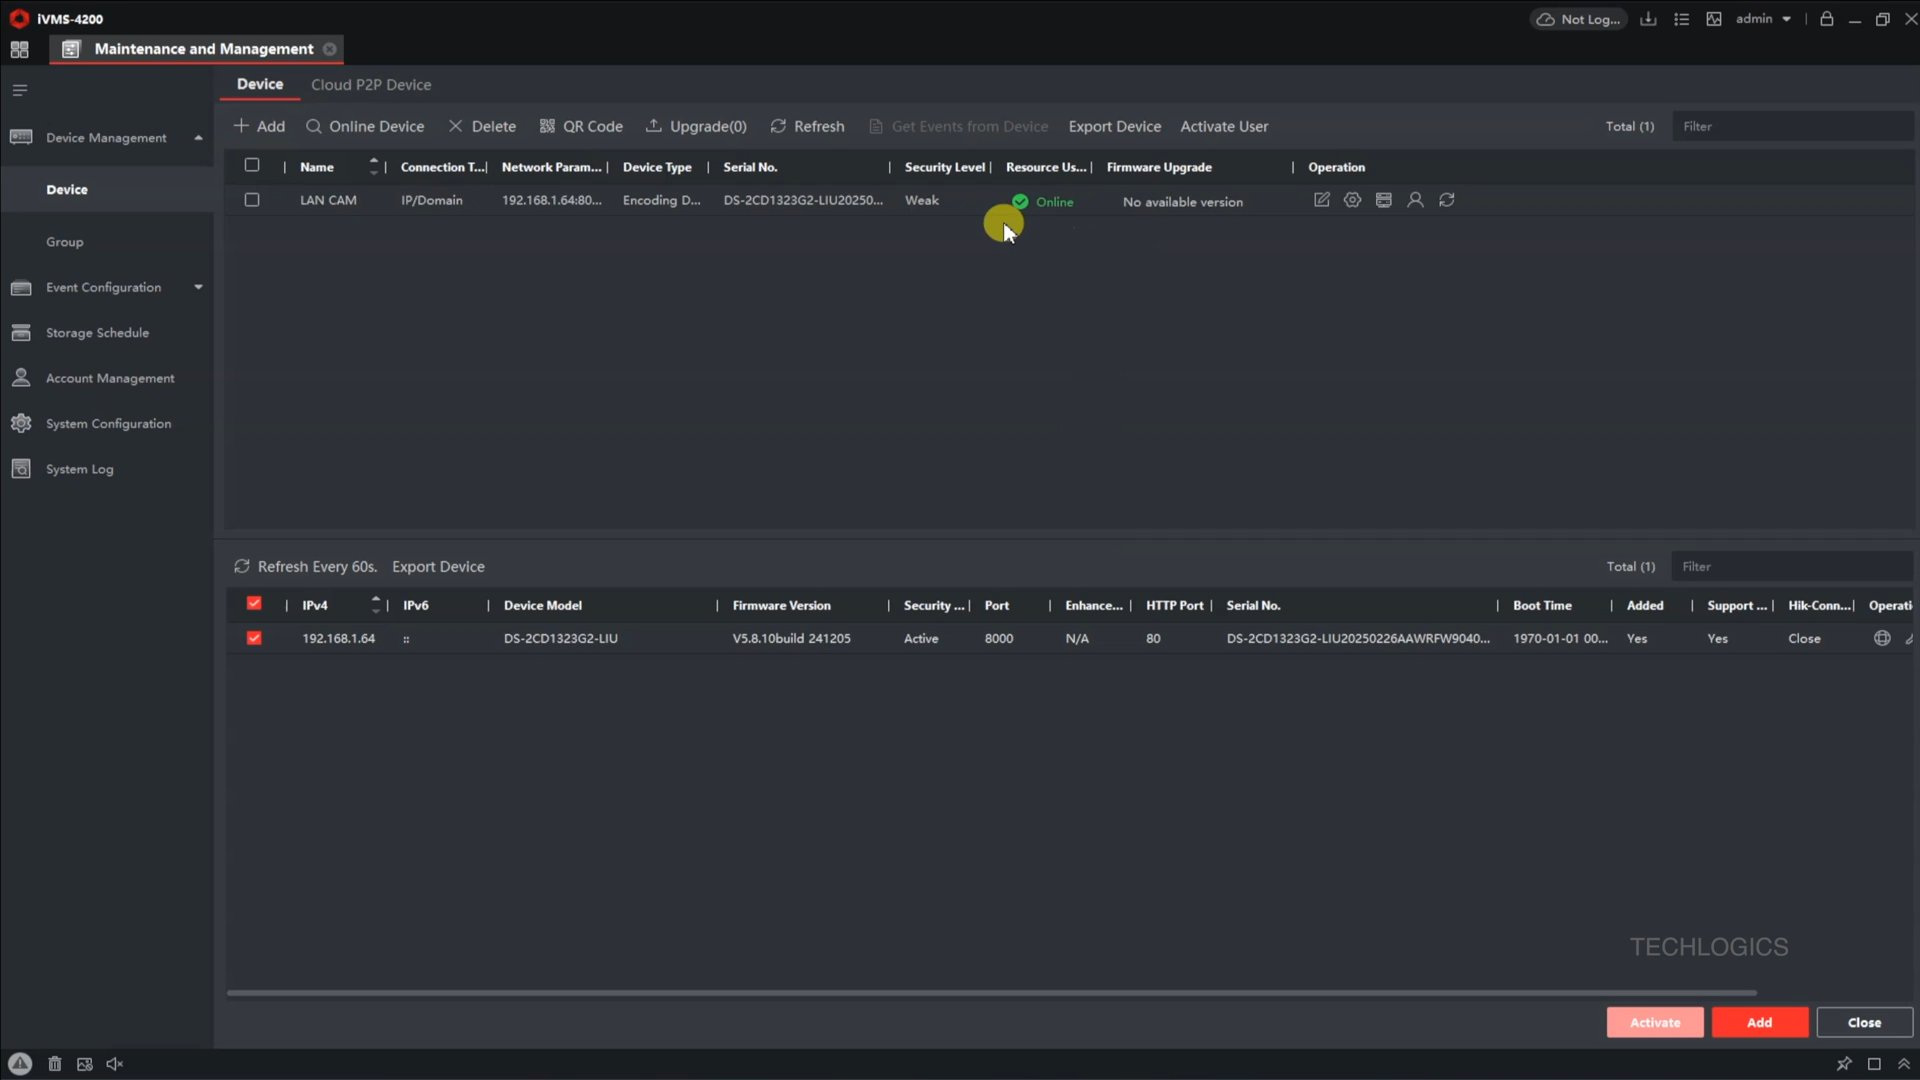 iVMS-4200
Not Log...
admin
Maintenance and Management
Device Cloud P2P Device
Add Online Device Delete QR Code Upgrade(0) Refresh Get Events from Device Export Device Activate User Total (1) Filter
Name Connection T... Network Param... Device Type Serial No. Security Level Resource Us... Firmware Upgrade Operation
LAN CAM IP/Domain 192.168.1.64:80... Encoding D... DS-2CD1323G2-LIU20250... Weak Online No available version
Device Management
Device
Group
Event Configuration
Storage Schedule
Account Management
System Configuration
System Log
Refresh Every 60s. Export Device Total (1) Filter
IPv4 IPv6 Device Model Firmware Version Security ... Port Enhance... HTTP Port Serial No. Boot Time Added Support ... Hik-Conn... Operati
192.168.1.64 :: DS-2CD1323G2-LIU V5.8.10build 241205 Active 8000 N/A 80 DS-2CD1323G2-LIU20250226AAWRFW9040... 1970-01-01 00... Yes Yes Close
TECHLOGICS
Activate Add Close